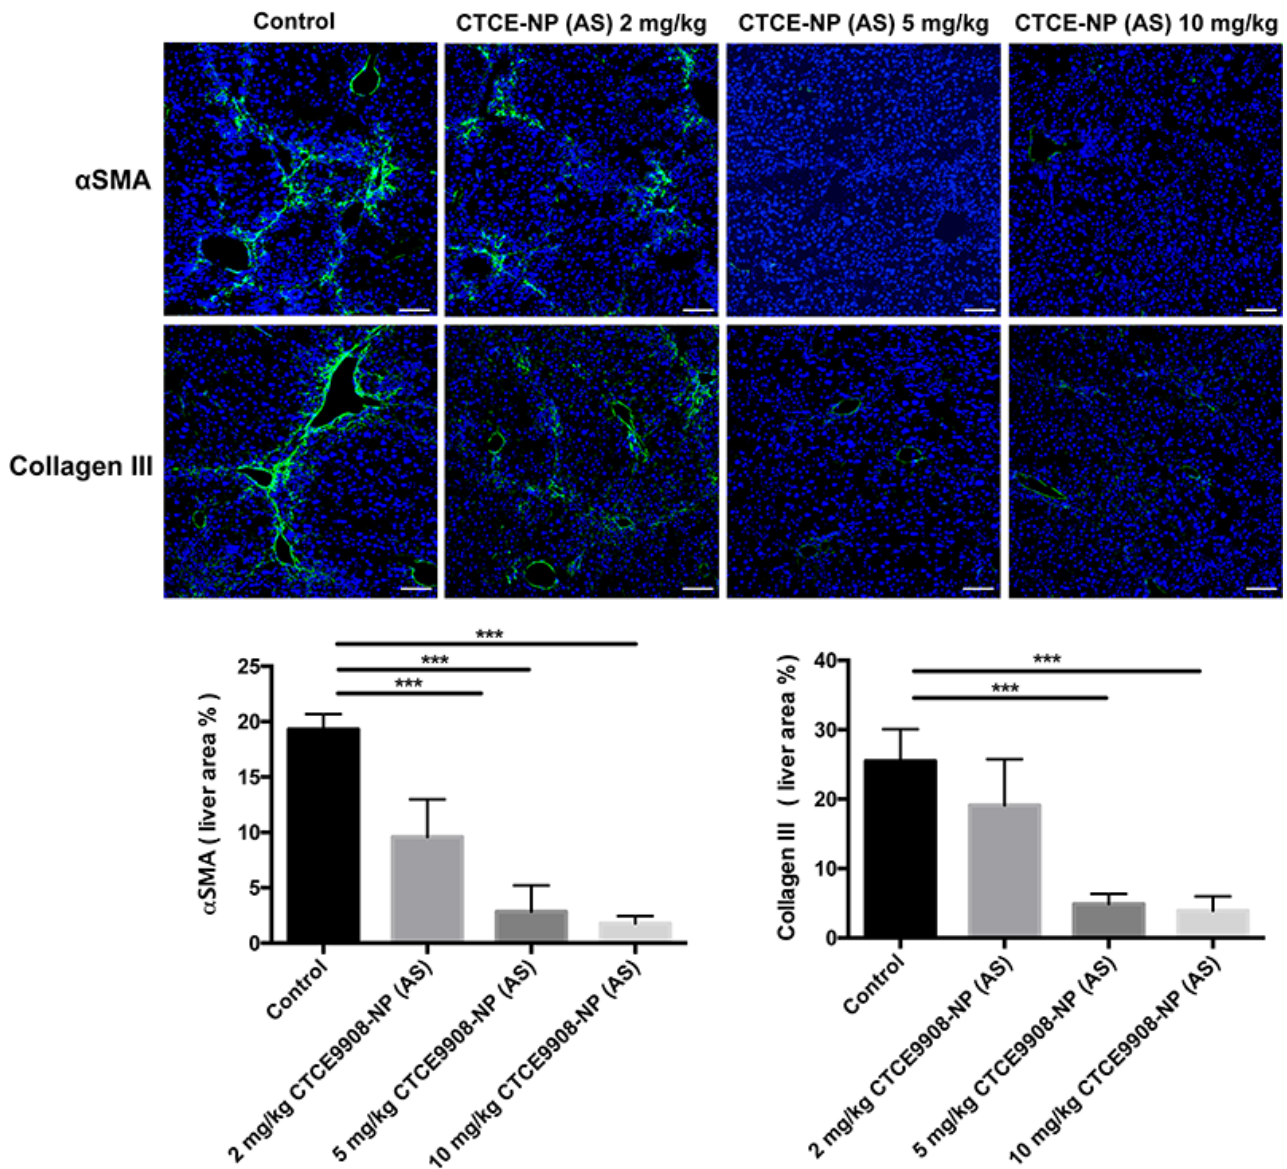 Control
CTCE-NP (AS) 2 mg/kg
CTCE-NP (AS) 5 mg/kg
CTCE-NP (AS) 10 mg/kg
αSMA
Collagen III
***
***
***
25
20
15
10
5
0
αSMA ( liver area % )
Control
2 mg/kg CTCE9908-NP (AS)
5 mg/kg CTCE9908-NP (AS)
10 mg/kg CTCE9908-NP (AS)
***
***
40
30
20
10
0
Collagen III ( liver area % )
Control
2 mg/kg CTCE9908-NP (AS)
5 mg/kg CTCE9908-NP (AS)
10 mg/kg CTCE9908-NP (AS)